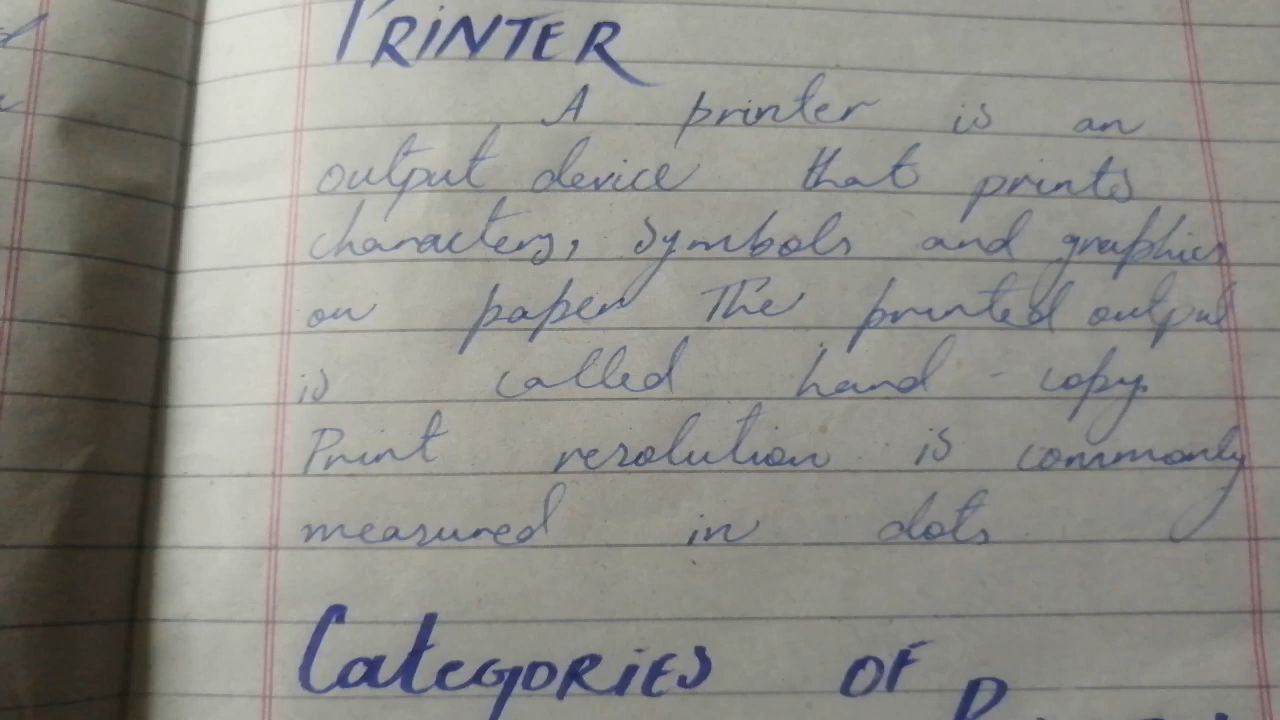 PRINTER
A printer is an
output device that prints
characters, symbols and graphics
on paper The printed output
is called hard - copy.
Print resolution is commonly
measured in dots
CATEGORIES OF